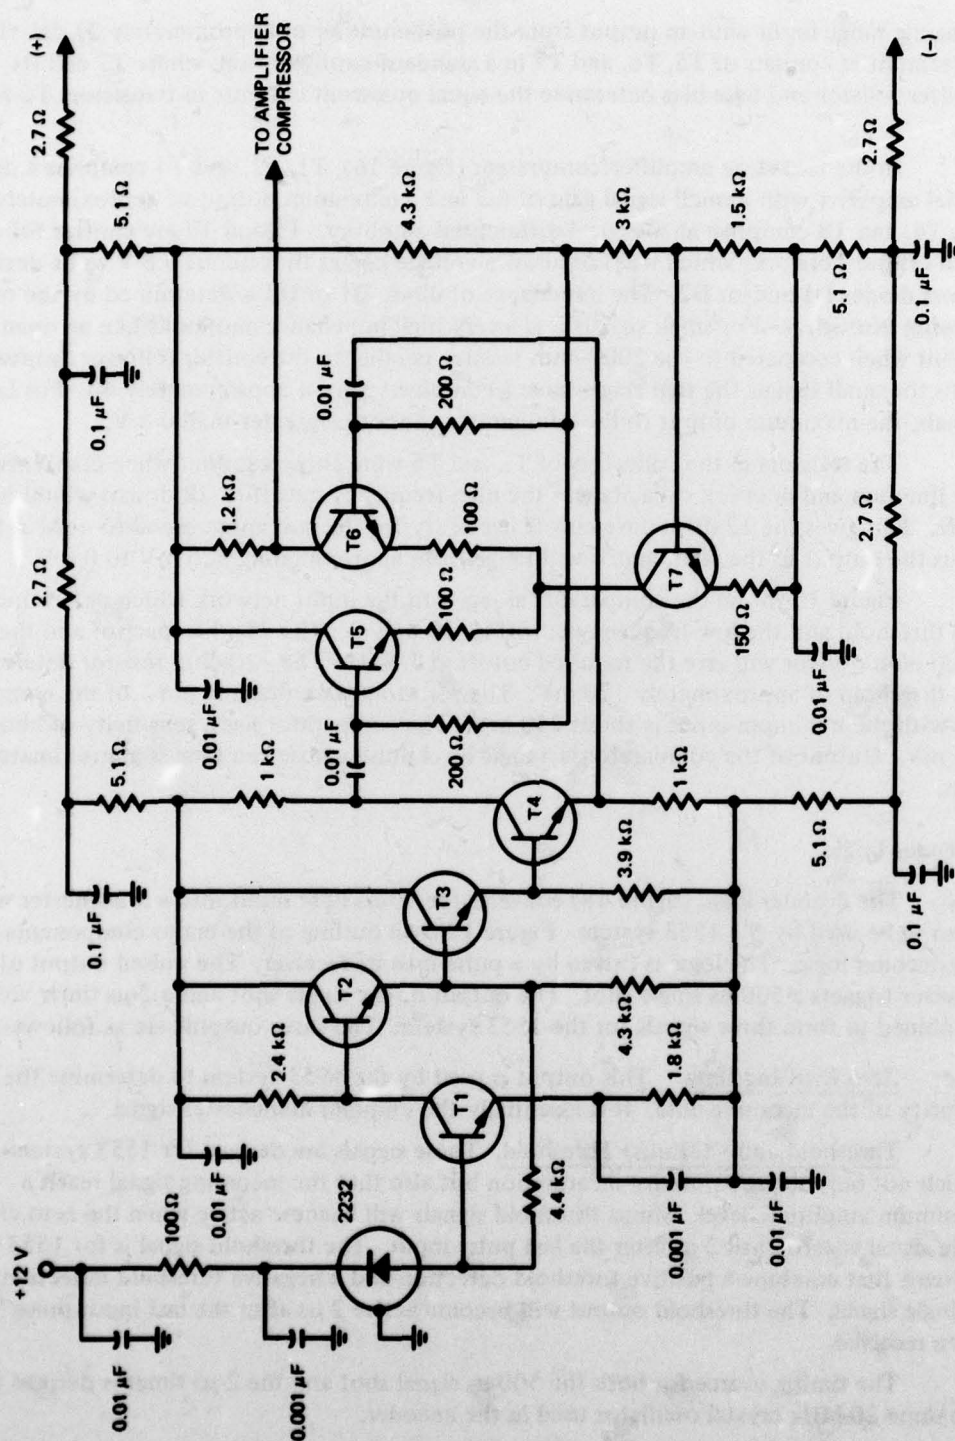 +12 V
0.01 µF
100 Ω
0.001 µF
2232
0.01 µF
2.4 kΩ
T1
T2
T3
T4
4.4 kΩ
4.3 kΩ
1.8 kΩ
3.9 kΩ
0.001 µF
0.01 µF
0.1 µF
5.1 Ω
1 kΩ
0.01 µF
0.01 µF
200 Ω
1 kΩ
5.1 Ω
0.1 µF
2.7 Ω
0.1 µF
1.2 kΩ
T5
T6
100 Ω
100 Ω
0.01 µF
200 Ω
T7
150 Ω
0.01 µF
2.7 Ω
(+)
5.1 Ω
TO AMPLIFIER
COMPRESSOR
4.3 kΩ
3 kΩ
1.5 kΩ
5.1 Ω
0.1 µF
2.7 Ω
2.7 Ω
(−)